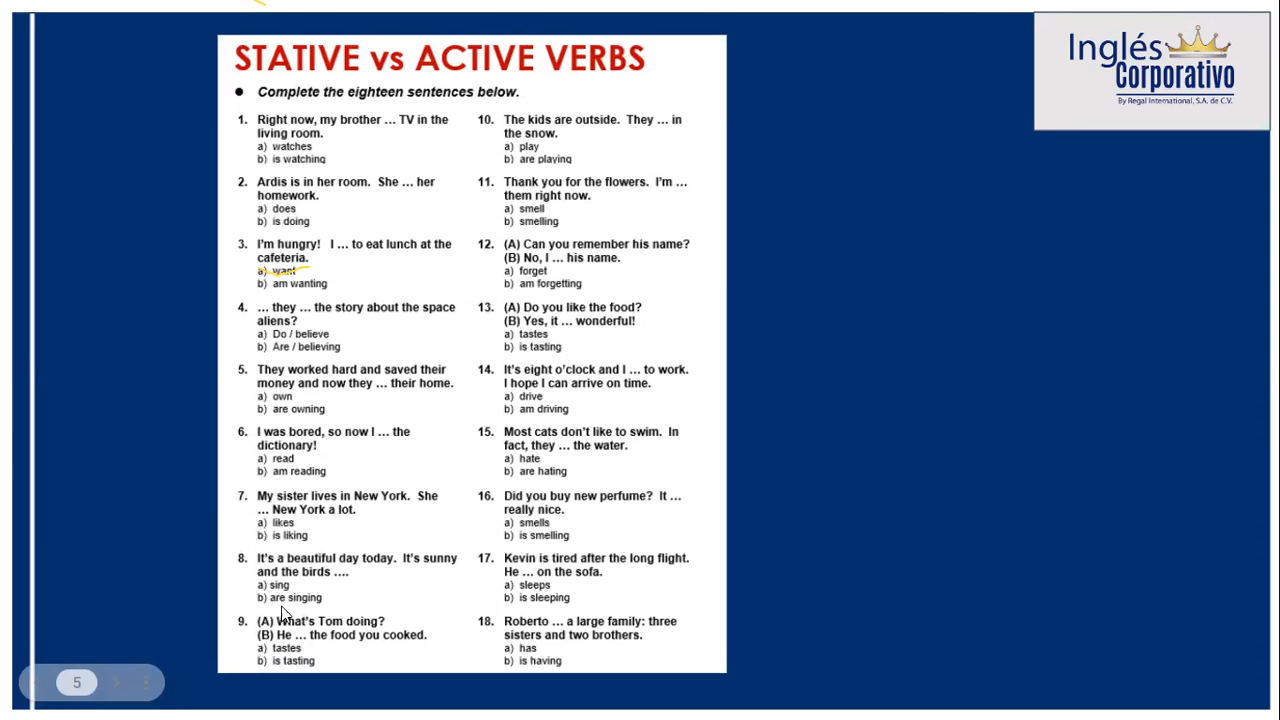 Inglés
Corporativo
By Regal International, S.A. de C.V.
STATIVE vs ACTIVE VERBS
● Complete the eighteen sentences below.
1. Right now, my brother ... TV in the
living room.
a) watches
b) is watching
2. Ardis is in her room. She ... her
homework.
a) does
b) is doing
3. I'm hungry! I ... to eat lunch at the
cafeteria.
a) want
b) am wanting
4. ... they ... the story about the space
aliens?
a) Do / believe
b) Are / believing
5. They worked hard and saved their
money and now they ... their home.
a) own
b) are owning
6. I was bored, so now I ... the
dictionary!
a) read
b) am reading
7. My sister lives in New York. She
... New York a lot.
a) likes
b) is liking
8. It's a beautiful day today. It's sunny
and the birds ....
a) sing
b) are singing
9. (A) What's Tom doing?
(B) He ... the food you cooked.
a) tastes
b) is tasting
10. The kids are outside. They ... in
the snow.
a) play
b) are playing
11. Thank you for the flowers. I'm ...
them right now.
a) smell
b) smelling
12. (A) Can you remember his name?
(B) No, I ... his name.
a) forget
b) am forgetting
13. (A) Do you like the food?
(B) Yes, it ... wonderful!
a) tastes
b) is tasting
14. It's eight o'clock and I ... to work.
I hope I can arrive on time.
a) drive
b) am driving
15. Most cats don't like to swim. In
fact, they ... the water.
a) hate
b) are hating
16. Did you buy new perfume? It ...
really nice.
a) smells
b) is smelling
17. Kevin is tired after the long flight.
He ... on the sofa.
a) sleeps
b) is sleeping
18. Roberto ... a large family: three
sisters and two brothers.
a) has
b) is having
5